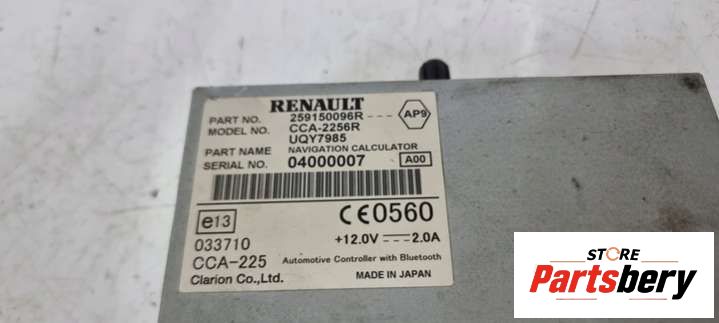 RENAULT
PART NO. 259150096R--- AP9
MODEL NO. CCA-2256R
UQY7985
PART NAME NAVIGATION CALCULATOR
SERIAL NO. 04000007 A00
e13 CE0560
033710 +12.0V ⎓ 2.0A
CCA-225 Automotive Controller with Bluetooth
Clarion Co.,Ltd. MADE IN JAPAN
STORE
Partsbery